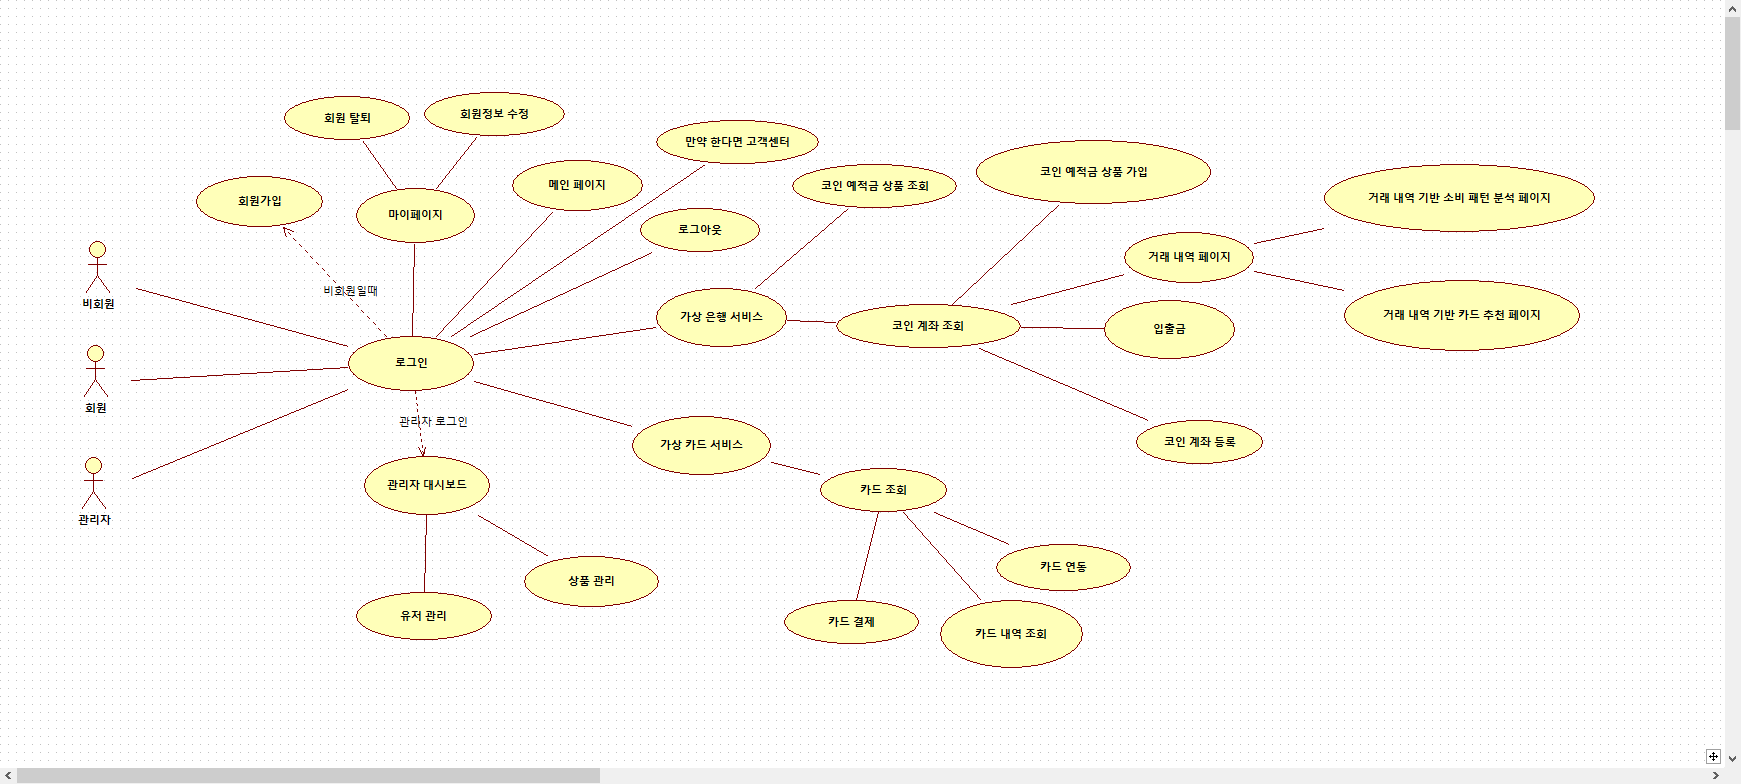 회원 탈퇴
회원정보 수정
만약 한다면 고객센터
코인 예적금 상품 가입
메인 페이지
코인 예적금 상품 조회
거래 내역 기반 소비 패턴 분석 페이지
회원가입
마이페이지
로그아웃
거래 내역 페이지
비회원일때
비회원
가상 은행 서비스
코인 계좌 조회
입출금
거래 내역 기반 카드 추천 페이지
로그인
회원
관리자 로그인
가상 카드 서비스
코인 계좌 등록
관리자 대시보드
카드 조회
관리자
상품 관리
카드 연동
유저 관리
카드 결제
카드 내역 조회